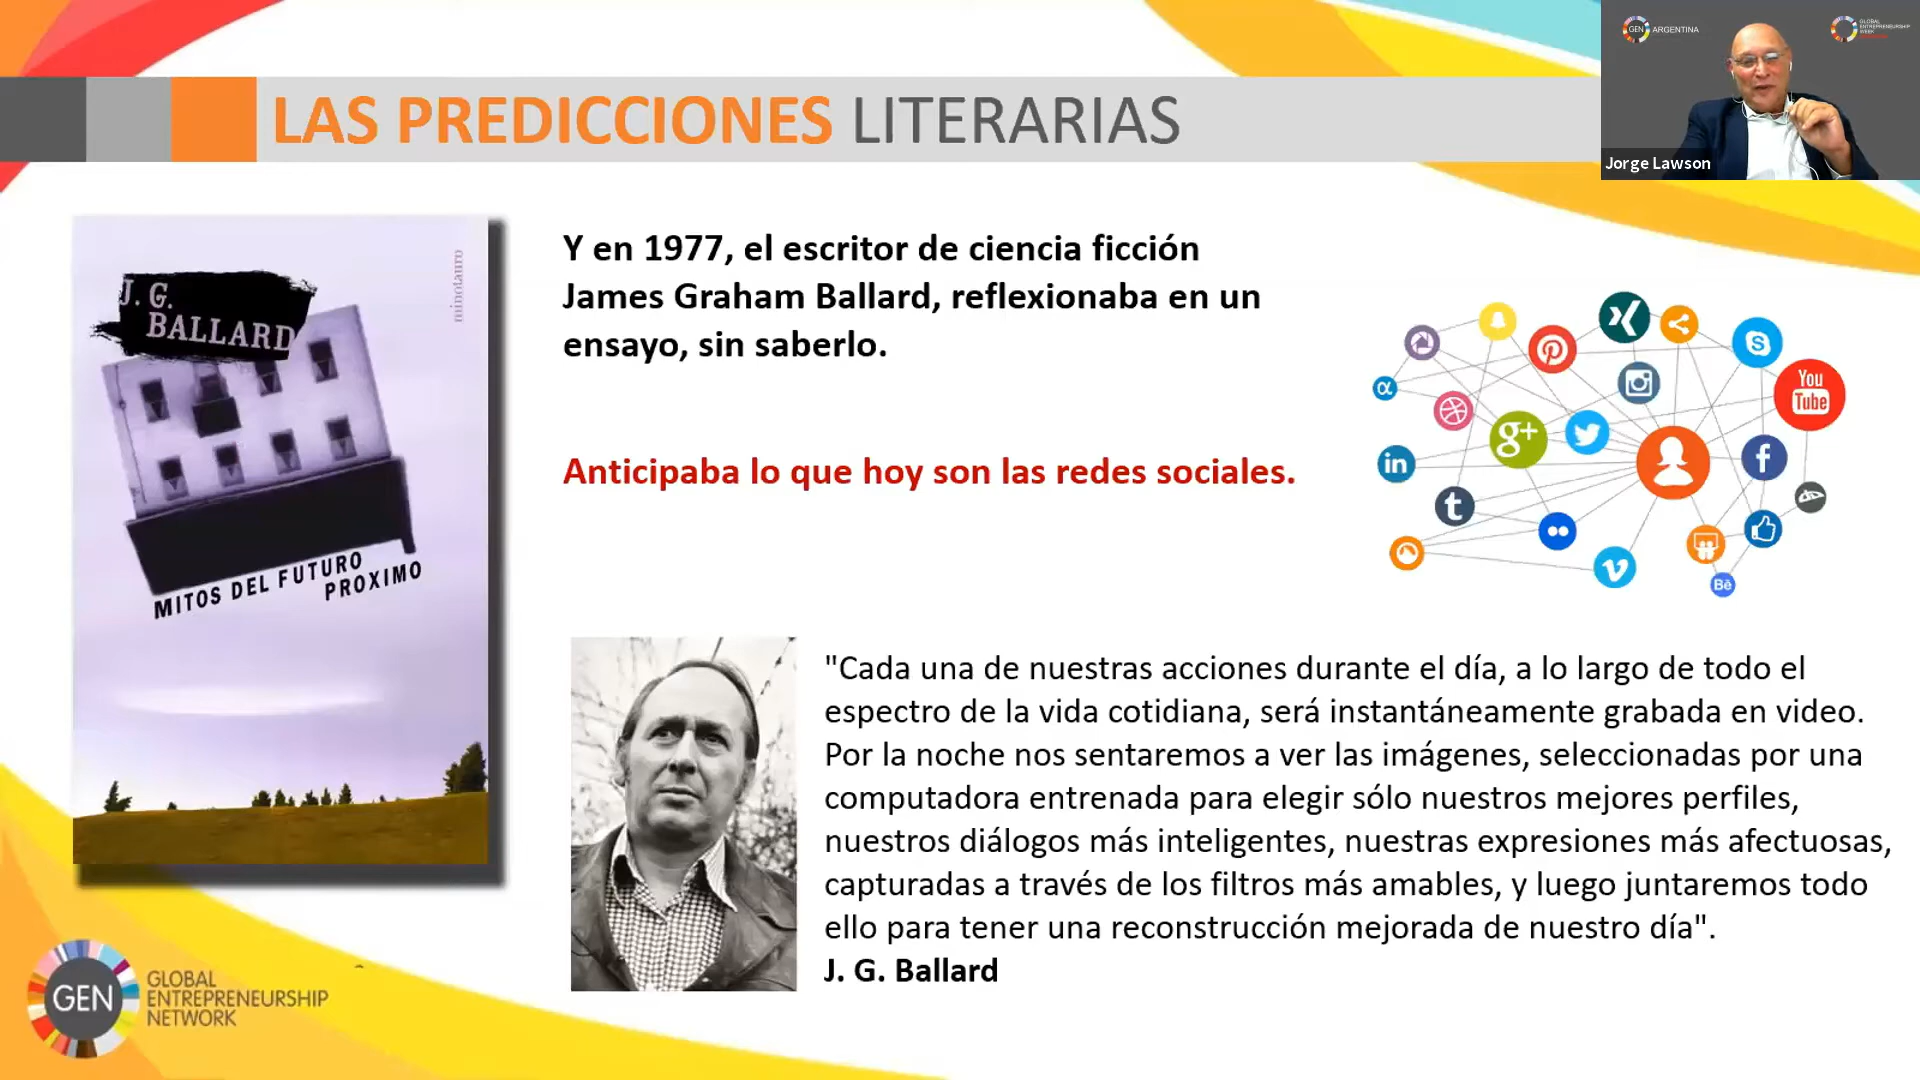 LAS PREDICCIONES LITERARIAS
GEN ARGENTINA
GLOBAL
ENTREPRENEURSHIP
WEEK
Jorge Lawson
minotauro
J. G.
BALLARD
MITOS DEL FUTURO
PROXIMO
Y en 1977, el escritor de ciencia ficción
James Graham Ballard, reflexionaba en un
ensayo, sin saberlo.
Anticipaba lo que hoy son las redes sociales.
You
Tube
g+
in
f
t
v
Bē
"Cada una de nuestras acciones durante el día, a lo largo de todo el
espectro de la vida cotidiana, será instantáneamente grabada en video.
Por la noche nos sentaremos a ver las imágenes, seleccionadas por una
computadora entrenada para elegir sólo nuestros mejores perfiles,
nuestros diálogos más inteligentes, nuestras expresiones más afectuosas,
capturadas a través de los filtros más amables, y luego juntaremos todo
ello para tener una reconstrucción mejorada de nuestro día".
J. G. Ballard
GEN
GLOBAL
ENTREPRENEURSHIP
NETWORK